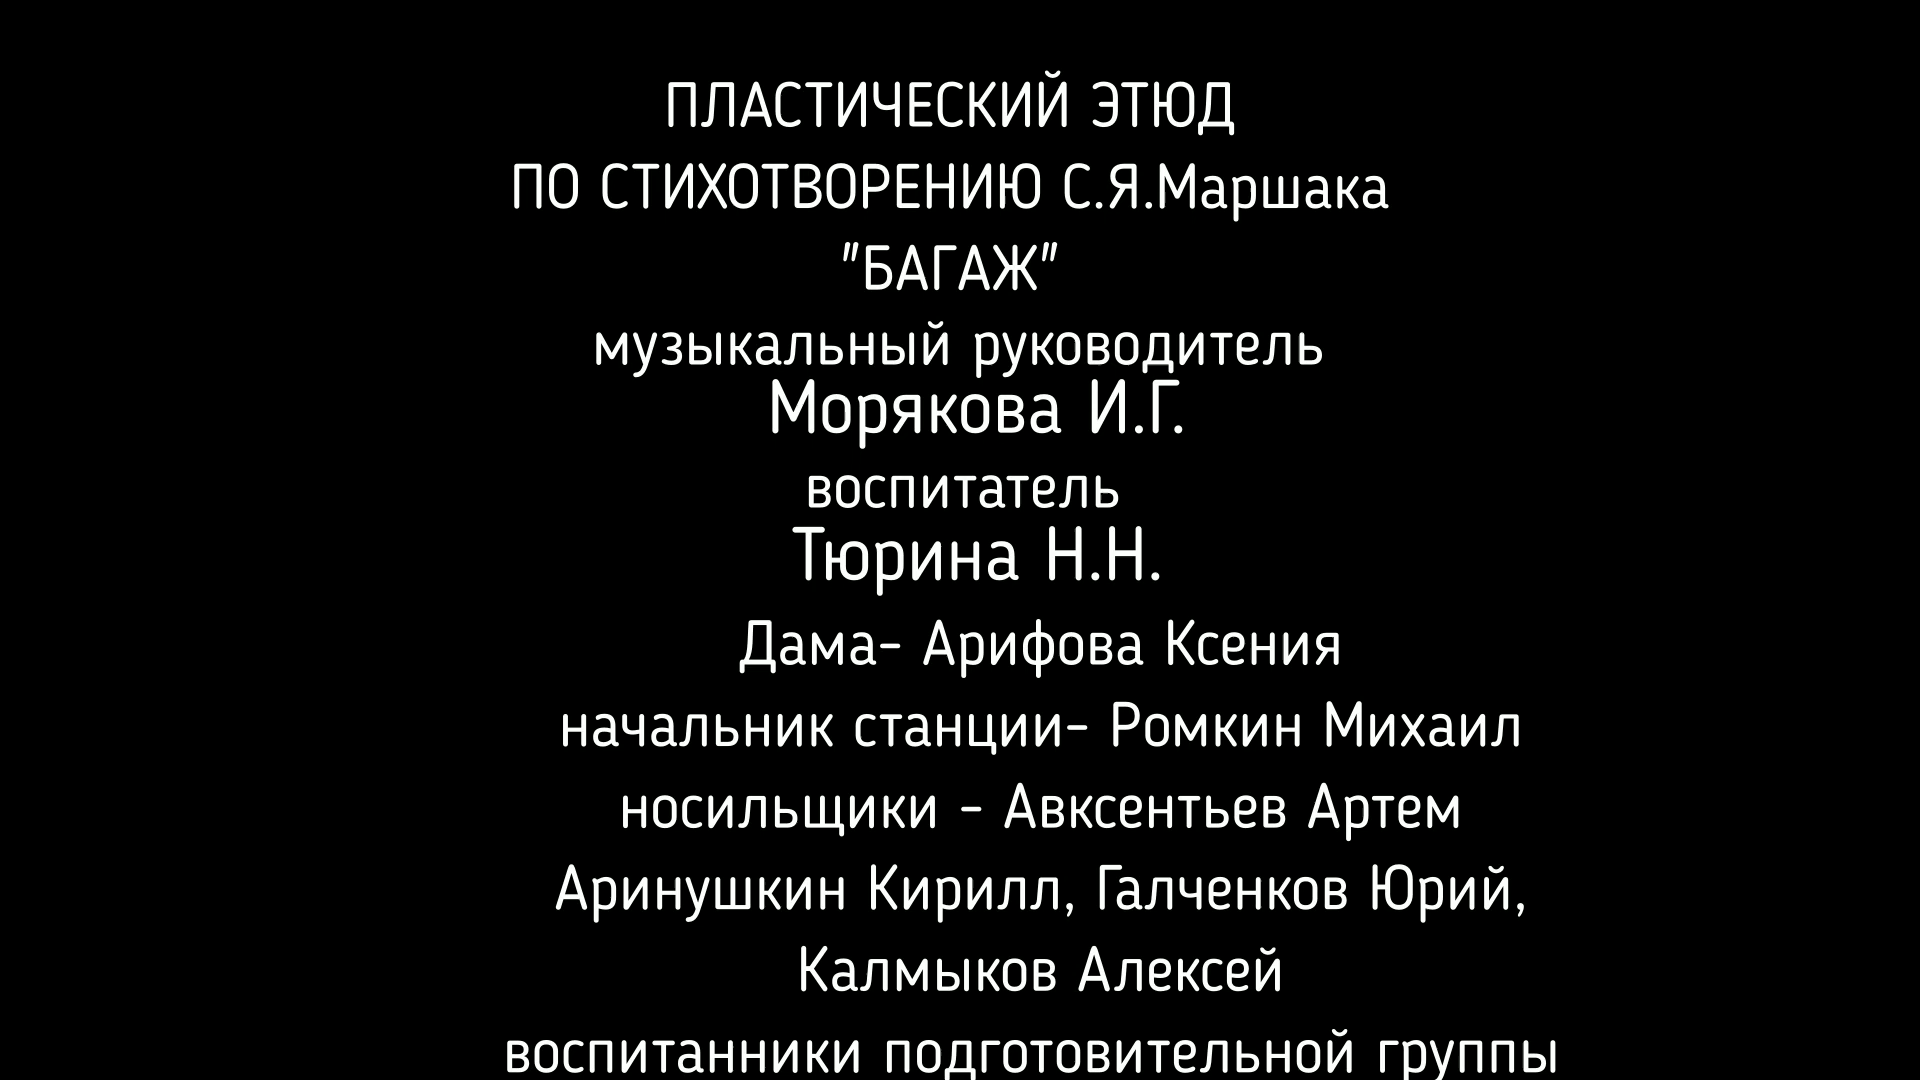 ПЛАСТИЧЕСКИЙ ЭТЮД
ПО СТИХОТВОРЕНИЮ С.Я.Маршака
"БАГАЖ"
музыкальный руководитель
Морякова И.Г.
воспитатель
Тюрина Н.Н.
Дама- Арифова Ксения
начальник станции- Ромкин Михаил
носильщики - Авксентьев Артем
Аринушкин Кирилл, Галченков Юрий,
Калмыков Алексей
воспитанники подготовительной группы